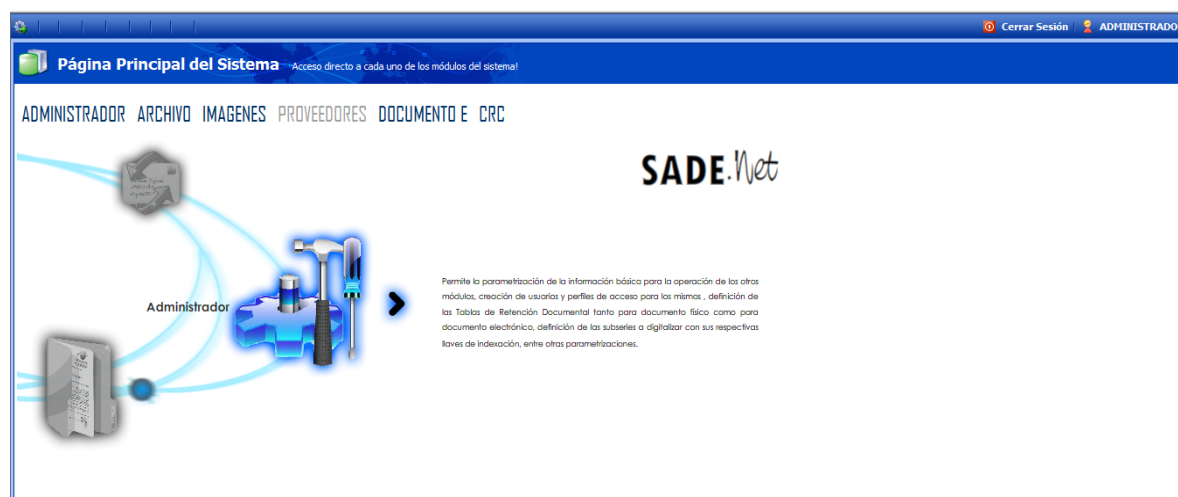 Cerrar Sesión ADMINISTRADO
Página Principal del Sistema Acceso directo a cada uno de los módulos del sistema!
ADMINISTRADOR ARCHIVO IMAGENES PROVEEDORES DOCUMENTO E CRC
SADE.Net
Administrador
Permite la parametrización de la información básica para la operación de los otros
módulos, creación de usuarios y perfiles de acceso para los mismos , definición de
las Tablas de Retención Documental tanto para documento físico como para
documento electrónico, definición de las subseries a digitalizar con sus respectivas
llaves de indexación, entre otras parametrizaciones.